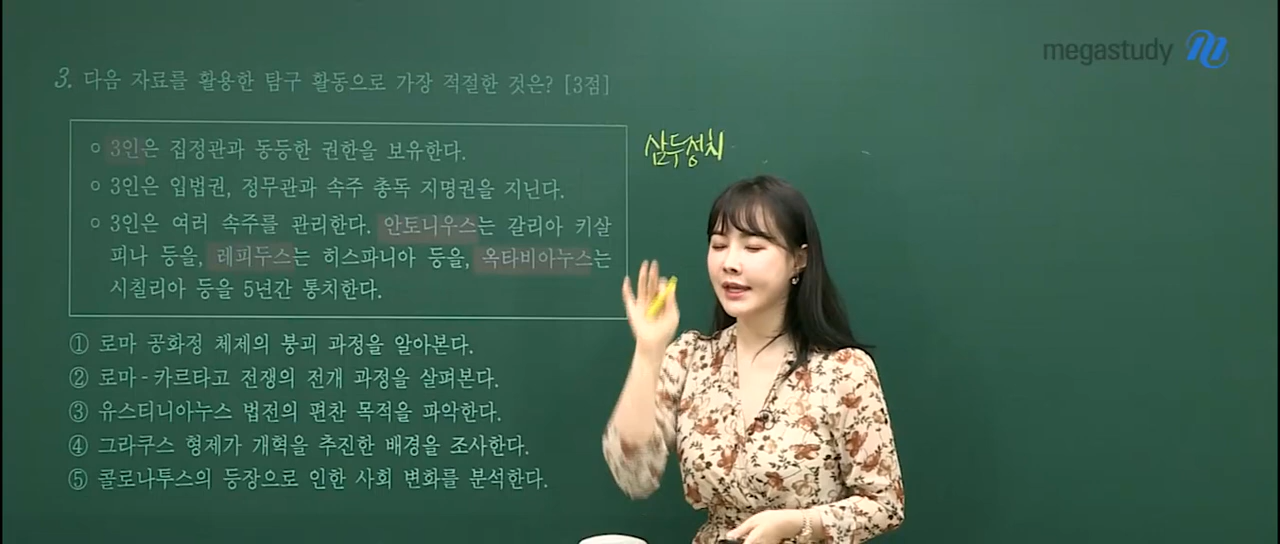 megastudy
3. 다음 자료를 활용한 탐구 활동으로 가장 적절한 것은? [3점]
○ 3인은 집정관과 동등한 권한을 보유한다.
삼두정치
○ 3인은 입법권, 정무관과 속주 총독 지명권을 지닌다.
○ 3인은 여러 속주를 관리한다. 안토니우스는 갈리아 키살
피나 등을, 레피두스는 히스파니아 등을, 옥타비아누스는
시칠리아 등을 5년간 통치한다.
① 로마 공화정 체제의 붕괴 과정을 알아본다.
② 로마-카르타고 전쟁의 전개 과정을 살펴본다.
③ 유스티니아누스 법전의 편찬 목적을 파악한다.
④ 그라쿠스 형제가 개혁을 추진한 배경을 조사한다.
⑤ 콜로나투스의 등장으로 인한 사회 변화를 분석한다.